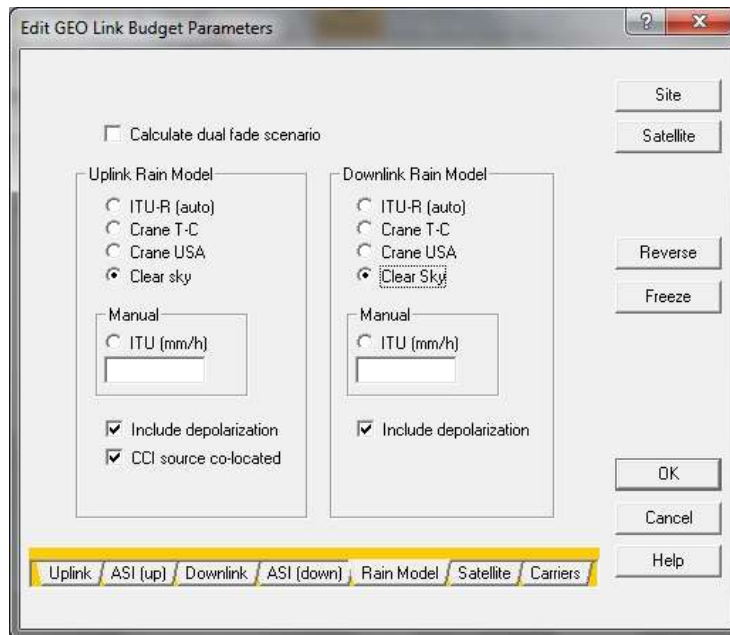 Edit GEO Link Budget Parameters
?
X
Site
Calculate dual fade scenario
Satellite
Uplink Rain Model
ITU-R (auto)
Crane T-C
Crane USA
Clear sky
Manual
ITU (mm/h)
Include depolarization
CCI source co-located
Downlink Rain Model
ITU-R (auto)
Crane T-C
Crane USA
Clear Sky
Manual
ITU (mm/h)
Include depolarization
Reverse
Freeze
OK
Cancel
Help
Uplink ASI (up) Downlink ASI (down) Rain Model Satellite Carriers